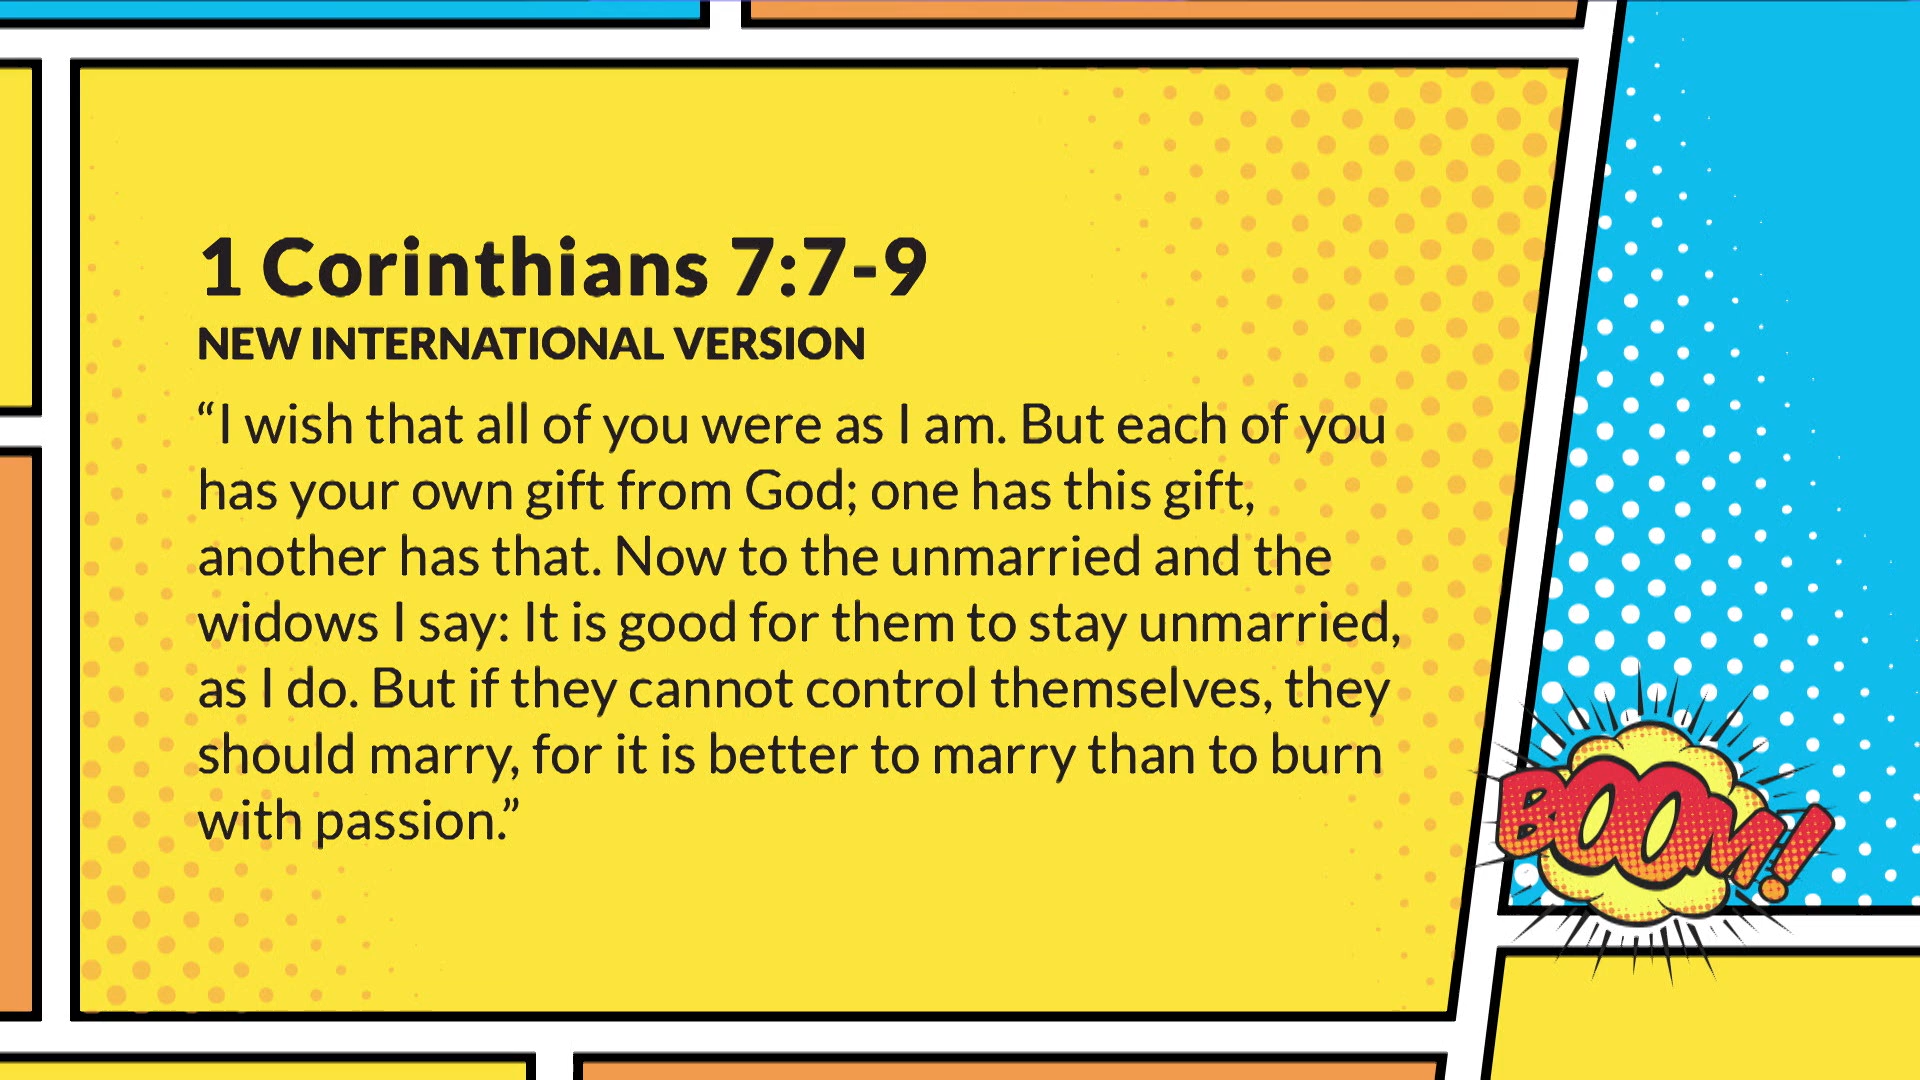 1 Corinthians 7:7-9
NEW INTERNATIONAL VERSION
“I wish that all of you were as I am. But each of you
has your own gift from God; one has this gift,
another has that. Now to the unmarried and the
widows I say: It is good for them to stay unmarried,
as I do. But if they cannot control themselves, they
should marry, for it is better to marry than to burn
with passion.”
BOOM!